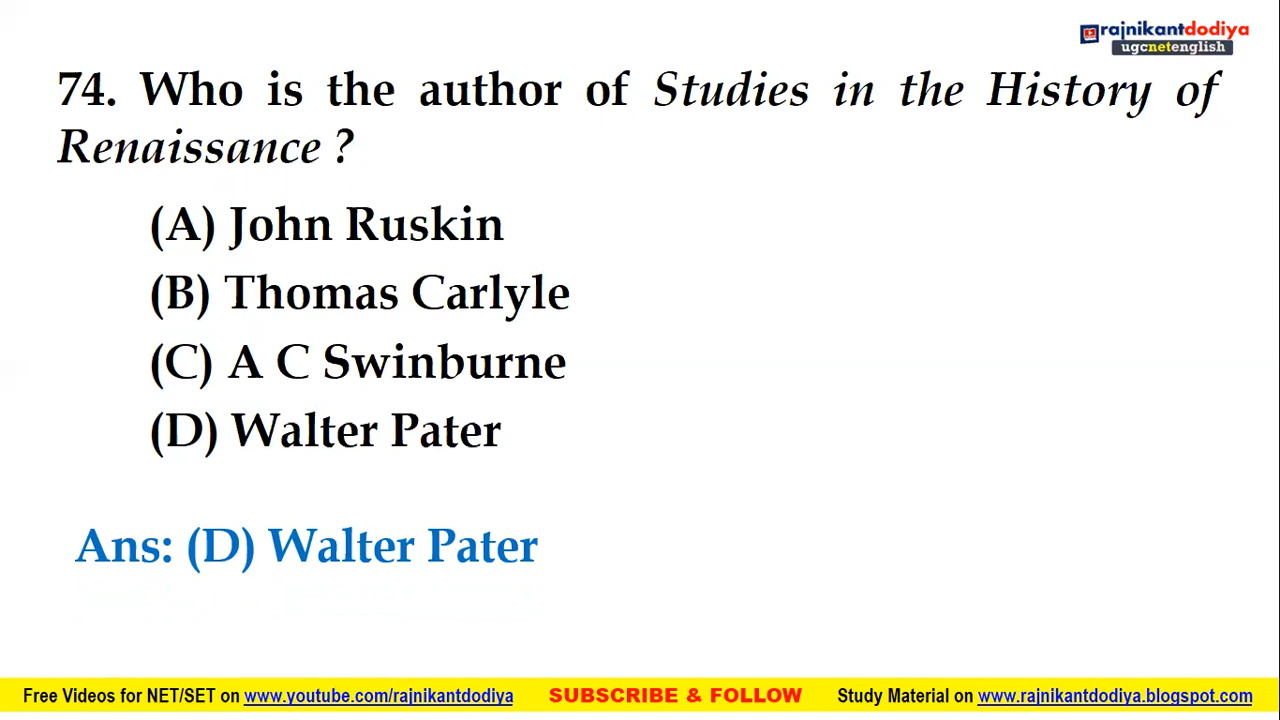 rajnikantdodiya
ugcnetenglish
74. Who is the author of Studies in the History of
Renaissance ?
(A) John Ruskin
(B) Thomas Carlyle
(C) A C Swinburne
(D) Walter Pater
Ans: (D) Walter Pater
Free Videos for NET/SET on www.youtube.com/rajnikantdodiya SUBSCRIBE & FOLLOW Study Material on www.rajnikantdodiya.blogspot.com